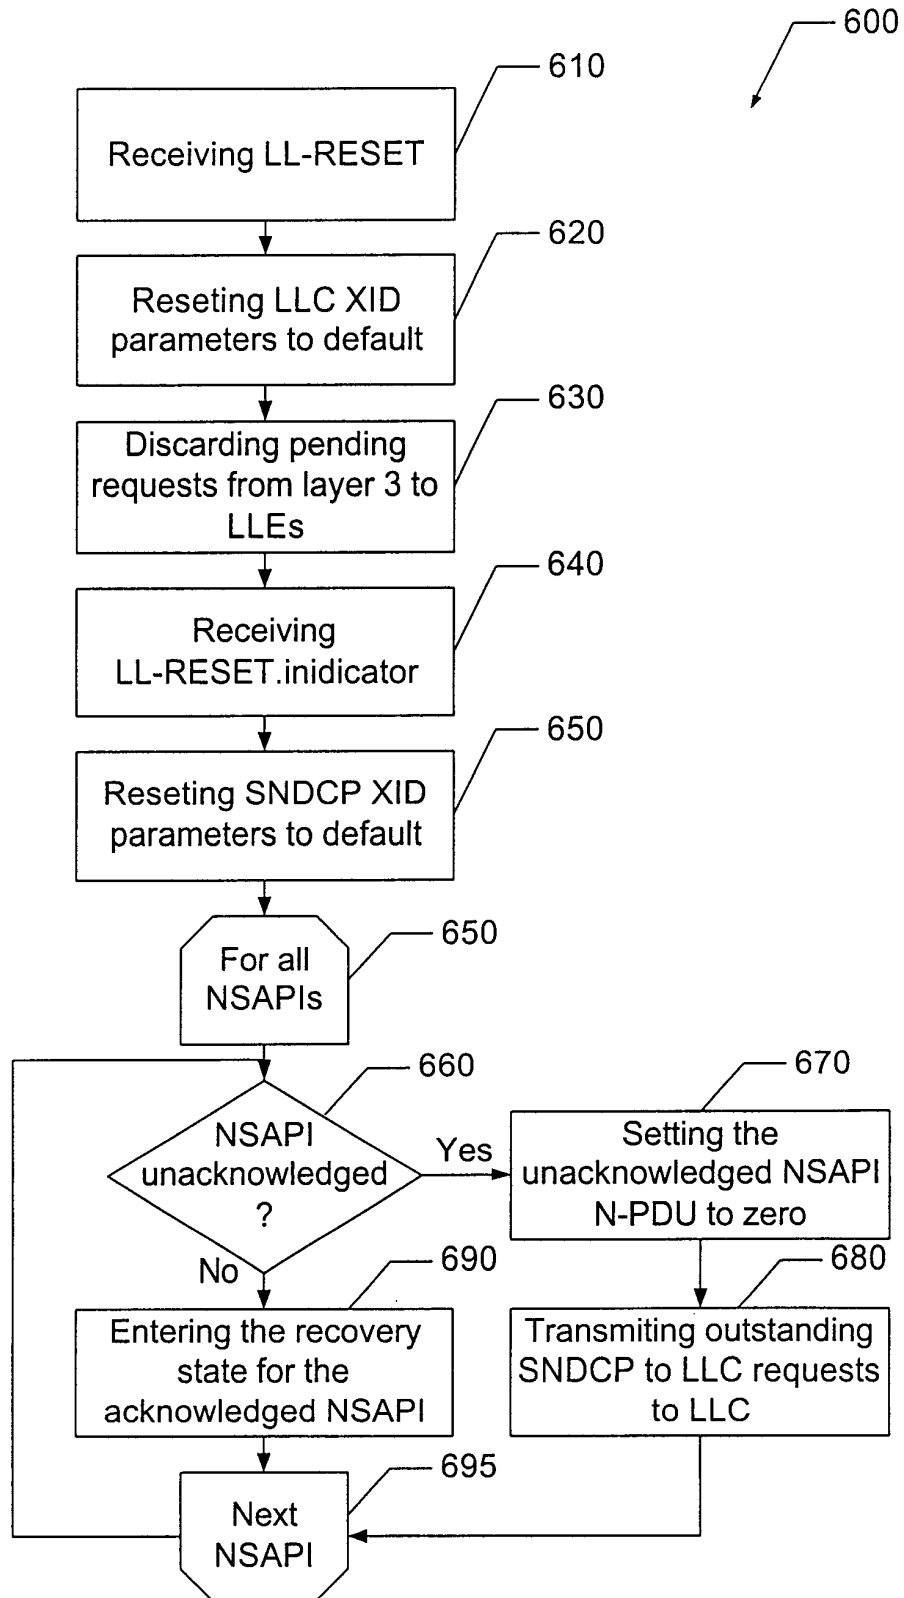 600
610
Receiving LL-RESET
620
Reseting LLC XID
parameters to default
630
Discarding pending
requests from layer 3 to
LLEs
640
Receiving
LL-RESET.inidicator
650
Reseting SNDCP XID
parameters to default
650
For all
NSAPIs
660
NSAPI
unacknowledged
?
Yes
No
670
Setting the
unacknowledged NSAPI
N-PDU to zero
680
Transmiting outstanding
SNDCP to LLC requests
to LLC
690
Entering the recovery
state for the
acknowledged NSAPI
695
Next
NSAPI